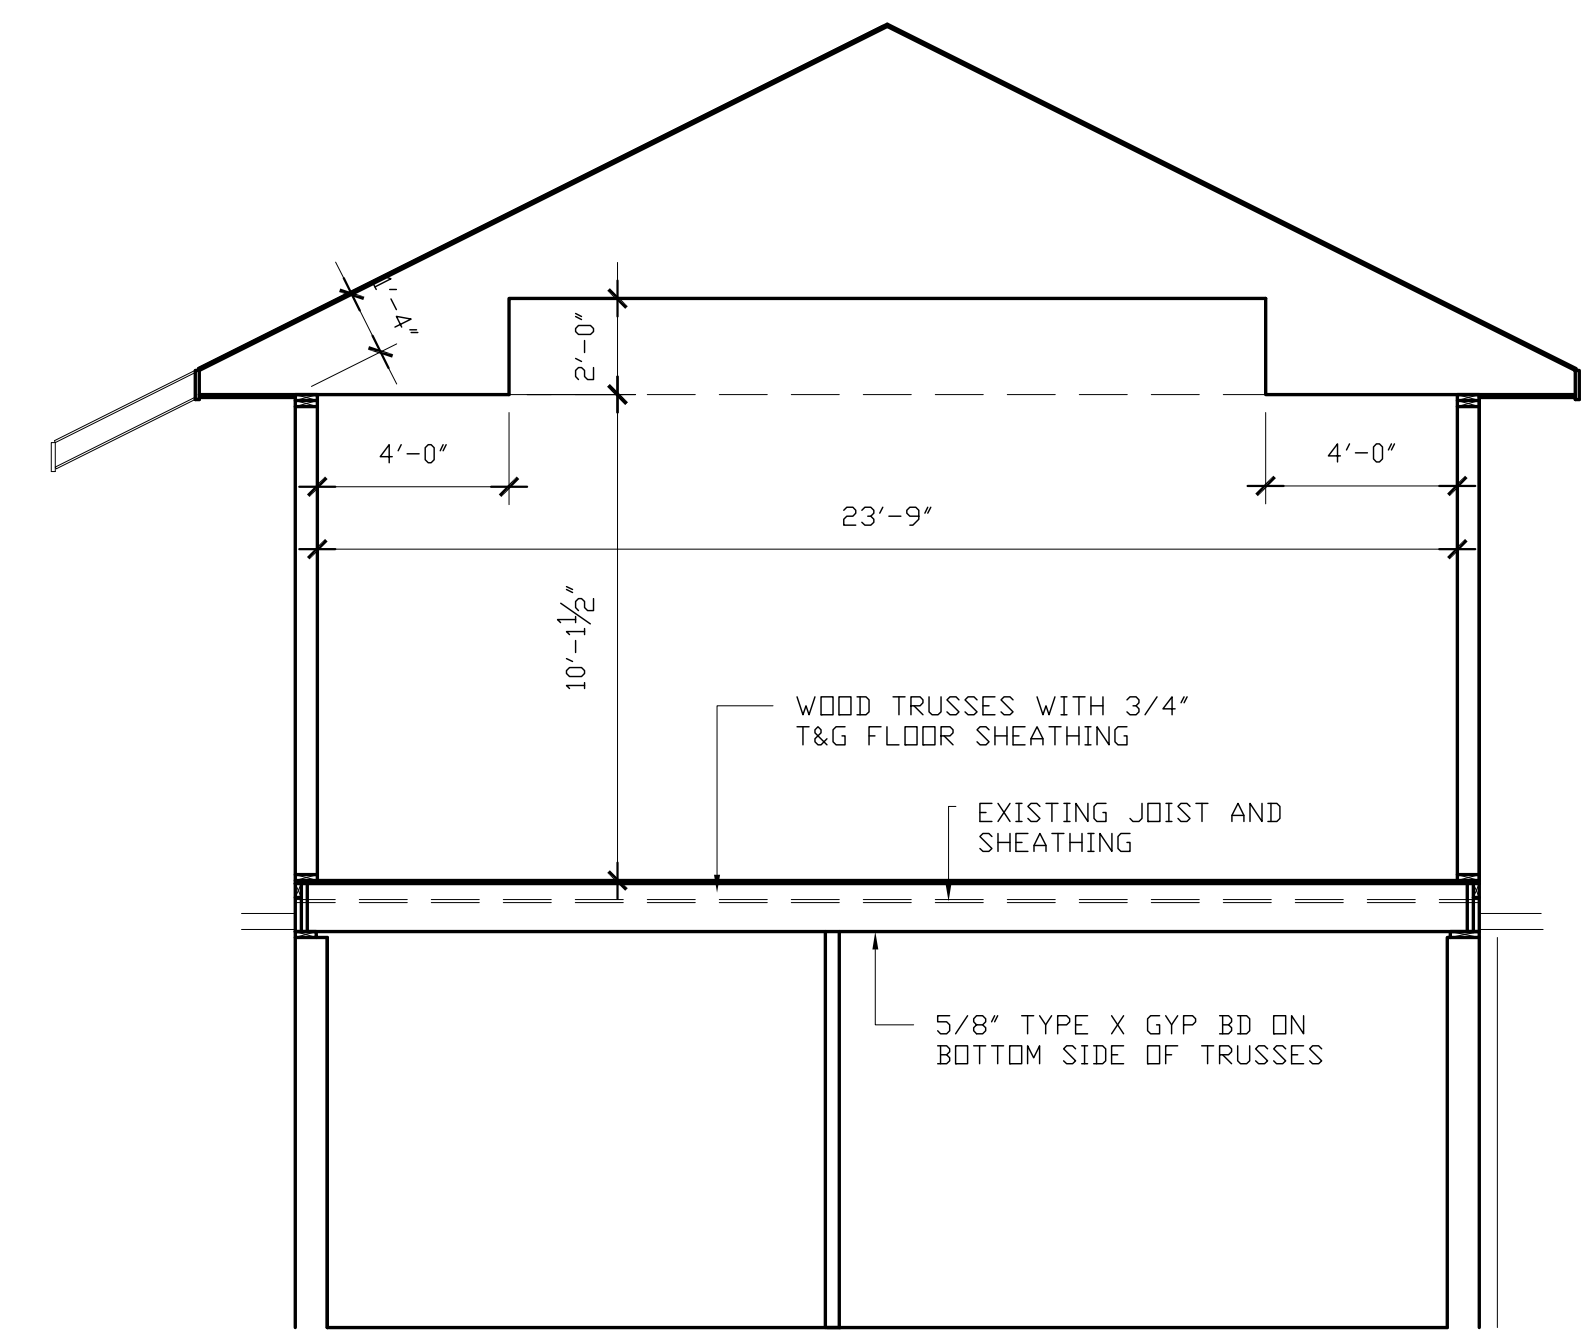 1'-4"
2'-0"
4'-0"
4'-0"
23'-9"
10'-1½"
WOOD TRUSSES WITH 3/4"
T&G FLOOR SHEATHING
EXISTING JOIST AND
SHEATHING
5/8" TYPE X GYP BD ON
BOTTOM SIDE OF TRUSSES